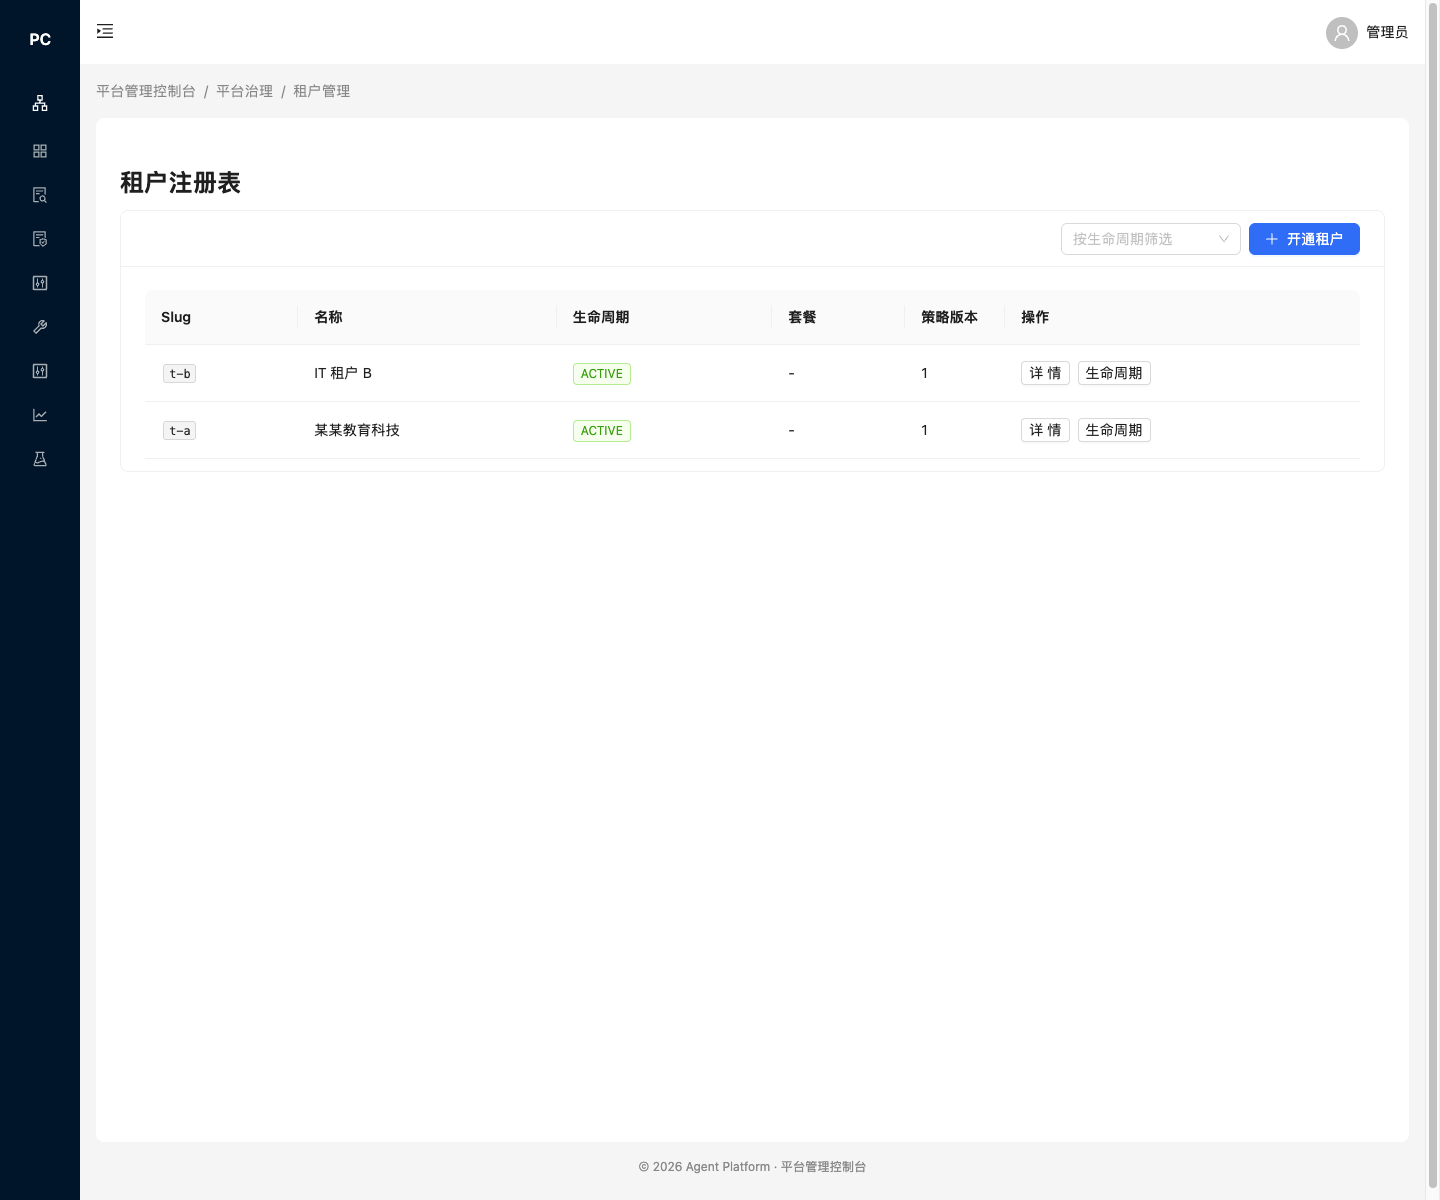 PC
管理员
平台管理控制台 / 平台治理 / 租户管理
租户注册表
按生命周期筛选
开通租户
Slug 名称 生命周期 套餐 策略版本 操作
t-b IT 租户 B ACTIVE - 1 详 情 生命周期
t-a 某某教育科技 ACTIVE - 1 详 情 生命周期
© 2026 Agent Platform · 平台管理控制台